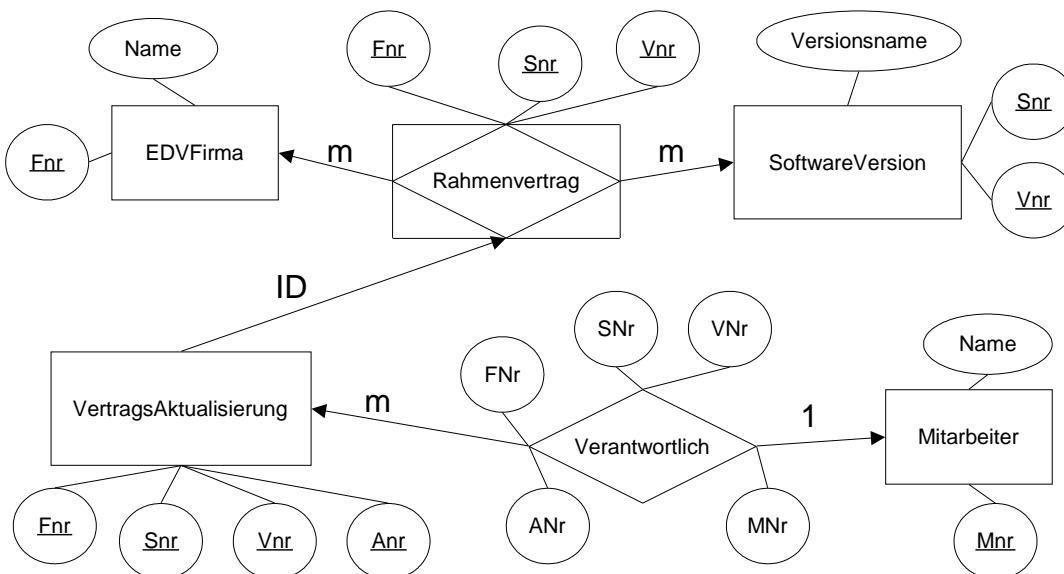 Name
Fnr
Snr
Vnr
Versionsname
Snr
Fnr
EDVFirma
m
Rahmenvertrag
m
SoftwareVersion
Vnr
ID
SNr
VNr
Name
FNr
VertragsAktualisierung
m
Verantwortlich
1
Mitarbeiter
Fnr
Snr
Vnr
Anr
ANr
MNr
Mnr